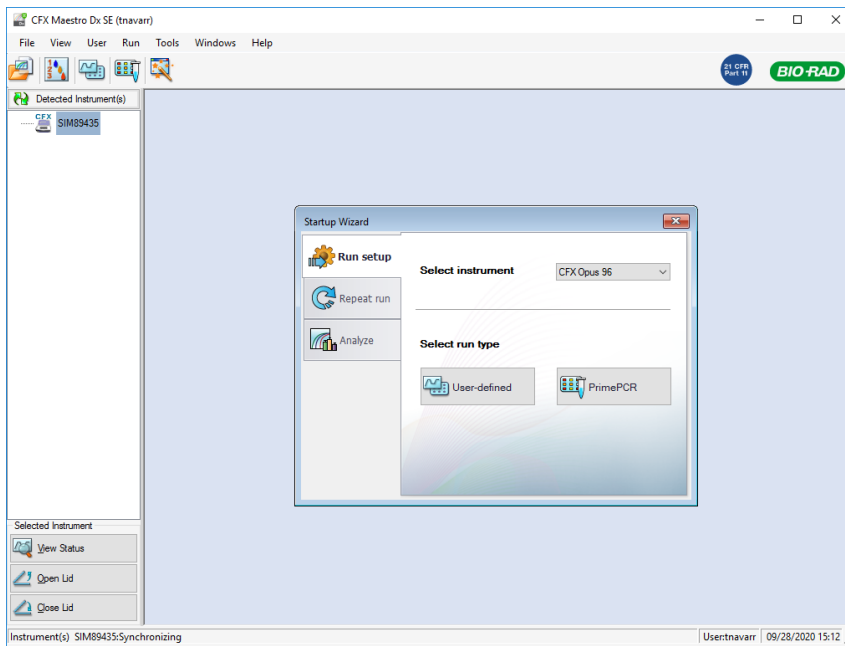 CFX Maestro Dx SE (tnavarr)
File View User Run Tools Windows Help
21 CFR
Part 11
BIO-RAD
Detected Instrument(s)
CFX
SIM89435
Startup Wizard
Run setup
Repeat run
Analyze
Select instrument
CFX Opus 96
Select run type
User-defined
PrimePCR
Selected Instrument
View Status
Open Lid
Close Lid
Instrument(s) SIM89435:Synchronizing
User:tnavarr 09/28/2020 15:12